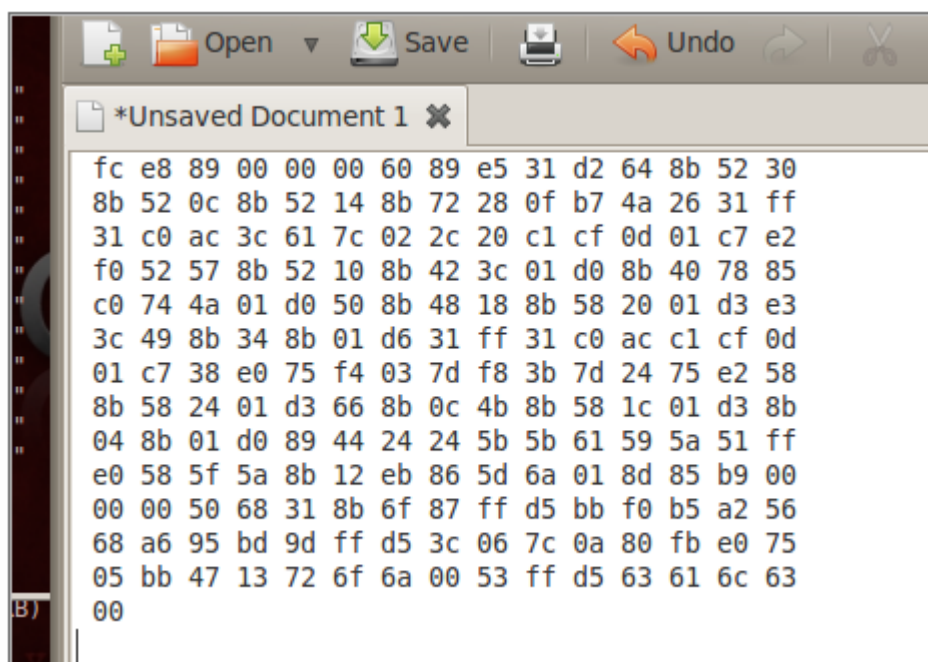 Open Save Undo
*Unsaved Document 1
fc e8 89 00 00 00 60 89 e5 31 d2 64 8b 52 30
8b 52 0c 8b 52 14 8b 72 28 0f b7 4a 26 31 ff
31 c0 ac 3c 61 7c 02 2c 20 c1 cf 0d 01 c7 e2
f0 52 57 8b 52 10 8b 42 3c 01 d0 8b 40 78 85
c0 74 4a 01 d0 50 8b 48 18 8b 58 20 01 d3 e3
3c 49 8b 34 8b 01 d6 31 ff 31 c0 ac c1 cf 0d
01 c7 38 e0 75 f4 03 7d f8 3b 7d 24 75 e2 58
8b 58 24 01 d3 66 8b 0c 4b 8b 58 1c 01 d3 8b
04 8b 01 d0 89 44 24 24 5b 5b 61 59 5a 51 ff
e0 58 5f 5a 8b 12 eb 86 5d 6a 01 8d 85 b9 00
00 00 50 68 31 8b 6f 87 ff d5 bb f0 b5 a2 56
68 a6 95 bd 9d ff d5 3c 06 7c 0a 80 fb e0 75
05 bb 47 13 72 6f 6a 00 53 ff d5 63 61 6c 63
00